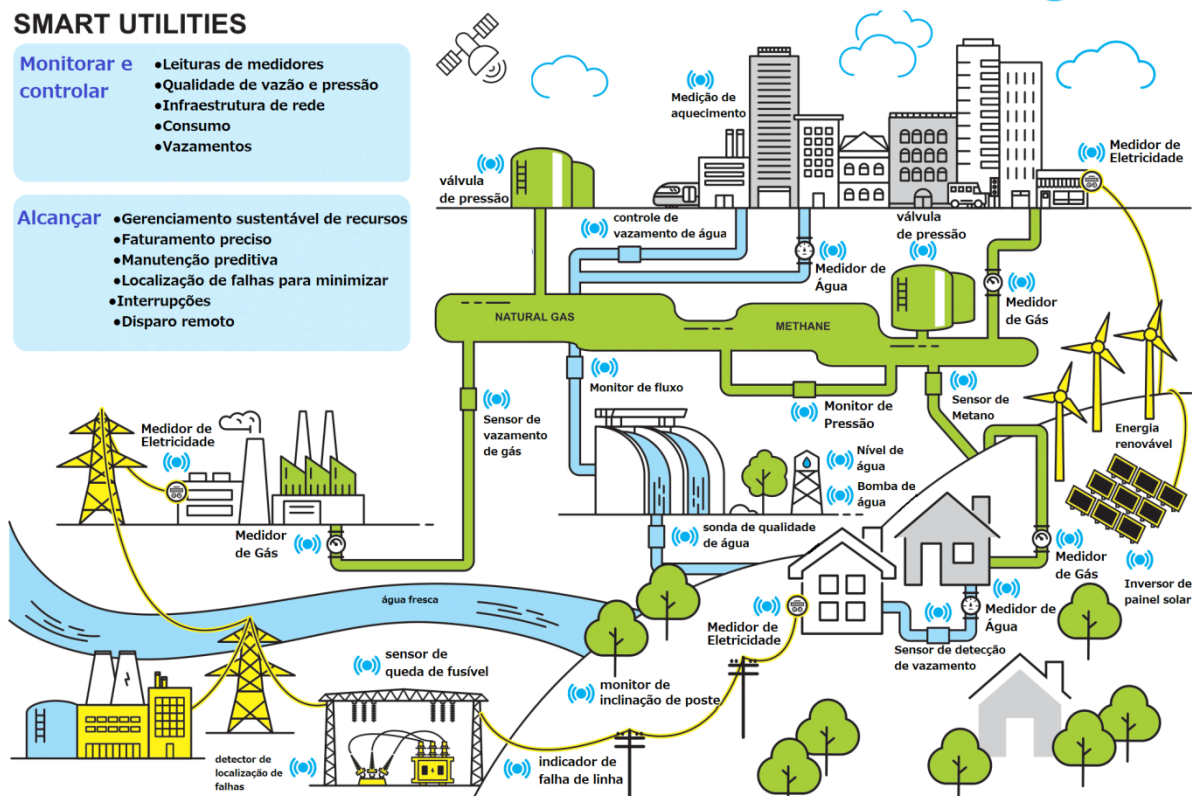 SMART UTILITIES
Monitorar e
controlar
•Leituras de medidores
•Qualidade de vazão e pressão
•Infraestrutura de rede
•Consumo
•Vazamentos
Alcançar
•Gerenciamento sustentável de recursos
•Faturamento preciso
•Manutenção preditiva
•Localização de falhas para minimizar
•Interrupções
•Disparo remoto
Medição de
aquecimento
Medidor de
Eletricidade
válvula
de pressão
controle de
vazamento de água
válvula
de pressão
Medidor de
Água
Medidor
de Gás
NATURAL GAS
METHANE
Monitor de fluxo
Sensor de
vazamento
de gás
Monitor de
Pressão
Sensor de
Metano
Energia
renovável
Medidor de
Eletricidade
Nível de
água
Bomba de
água
Medidor
de Gás
sonda de qualidade
de água
Medidor
de Gás
Inversor de
painel solar
água fresca
Medidor de
Eletricidade
Medidor de
Água
Sensor de detecção
de vazamento
sensor de
queda de fusível
monitor de
inclinação de poste
detector de
localização de
falhas
indicador de
falha de linha